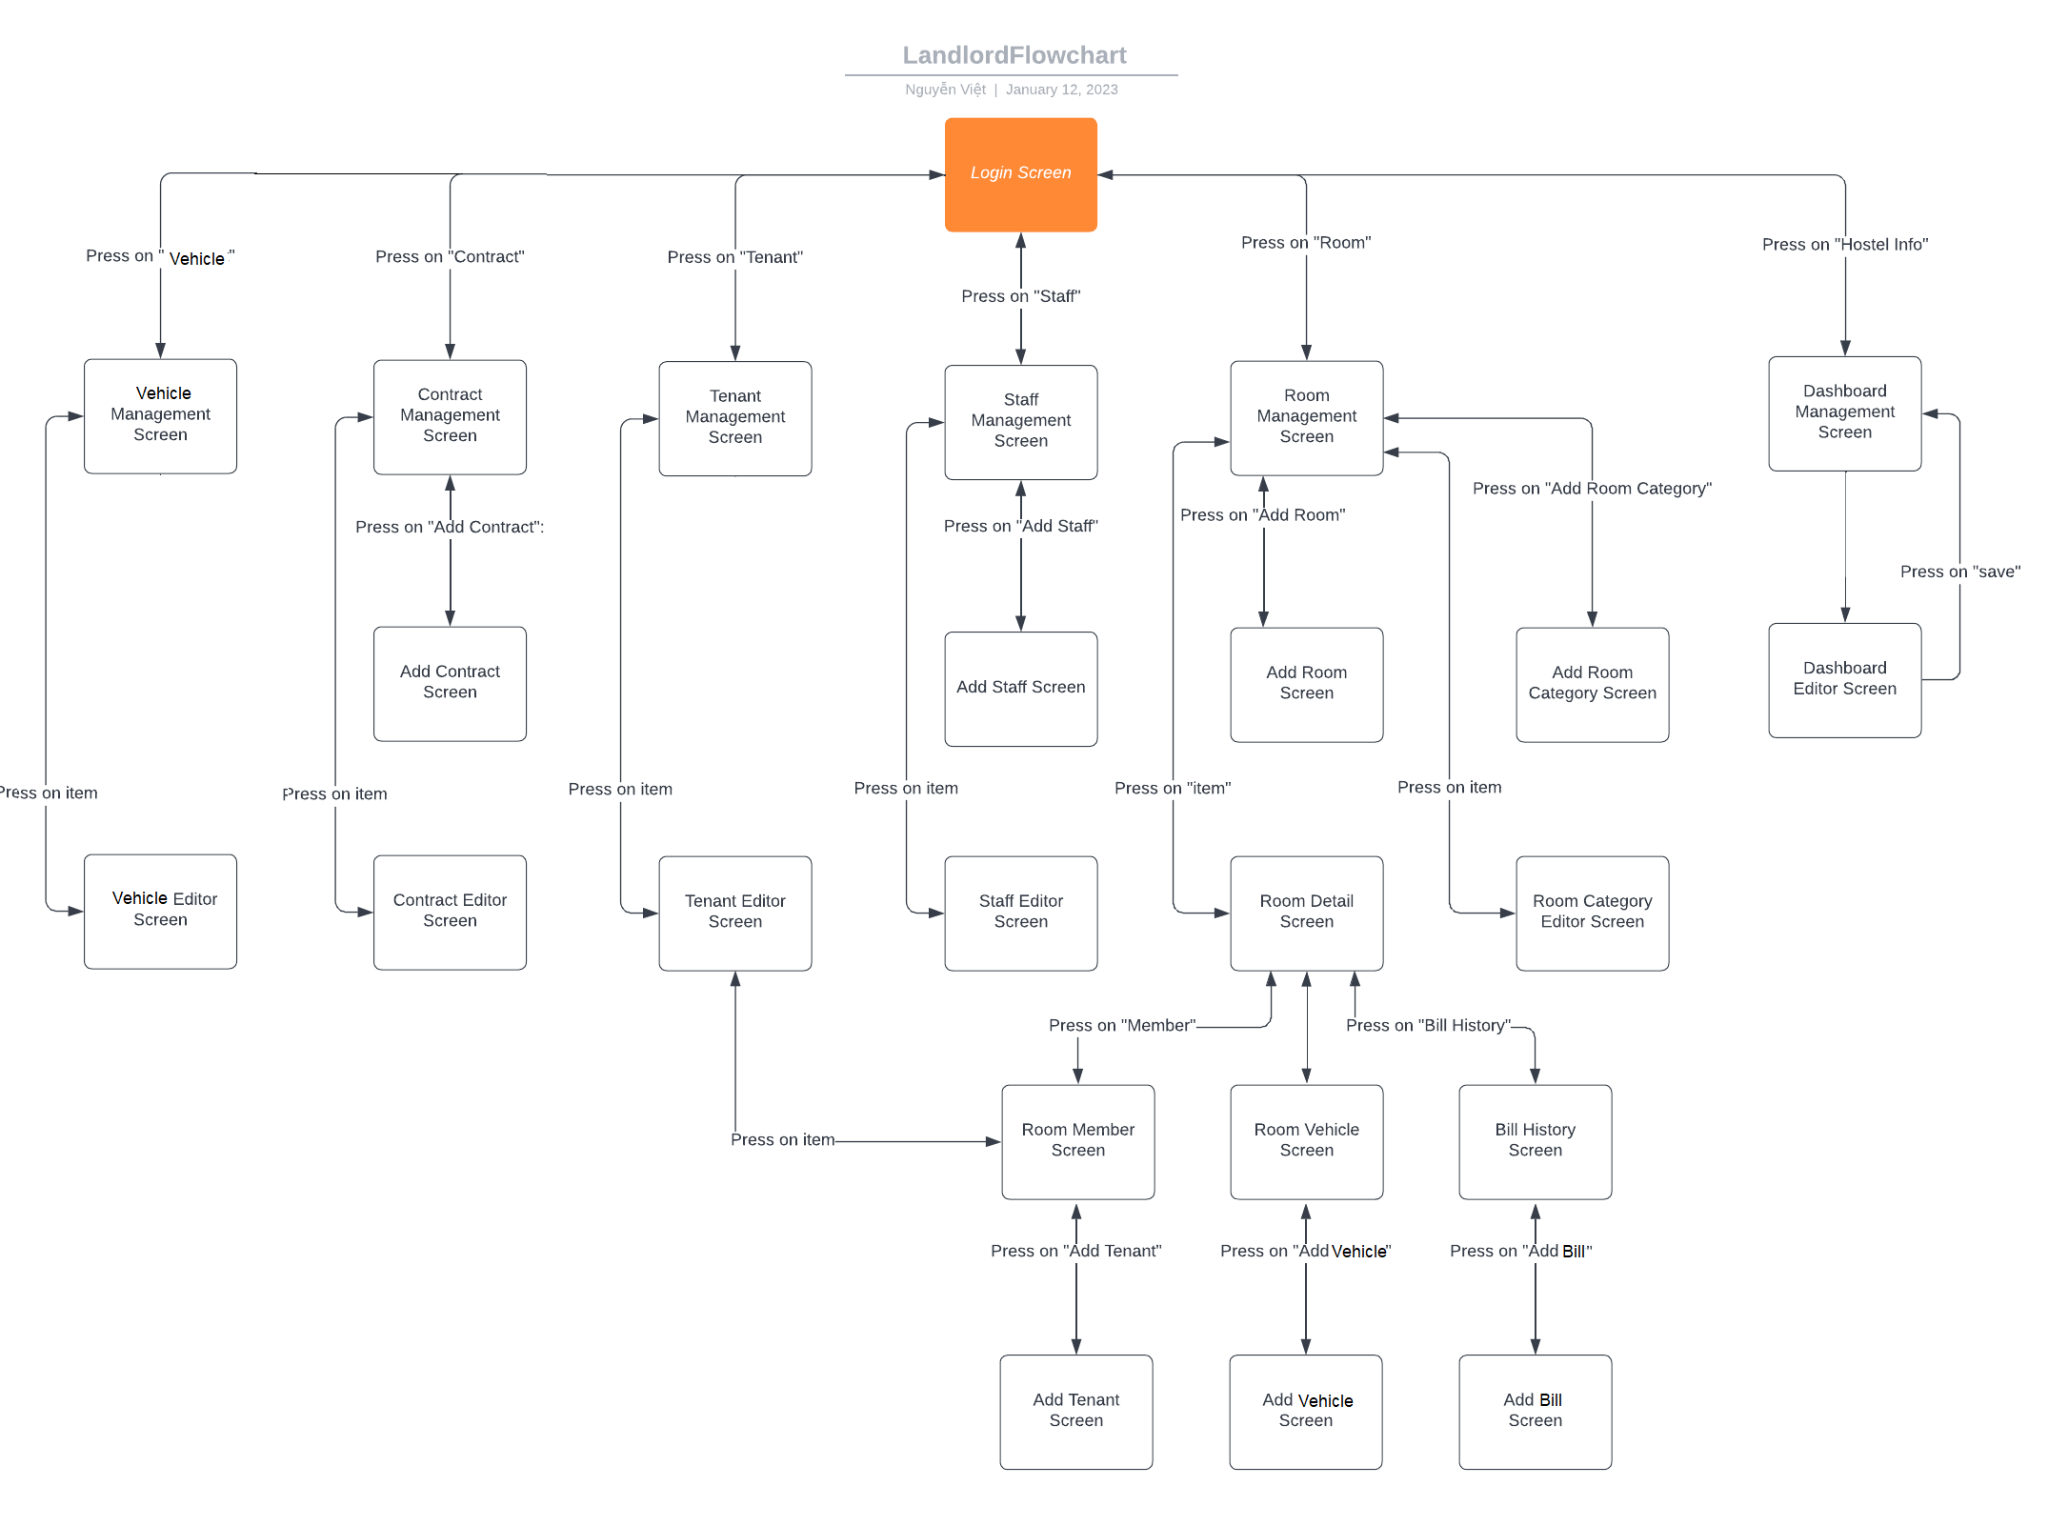 LandlordFlowchart
Nguyễn Việt | January 12, 2023
Login Screen
Press on "Vehicle"
Press on "Contract"
Press on "Tenant"
Press on "Staff"
Press on "Room"
Press on "Hostel Info"
Vehicle
Management
Screen
Contract
Management
Screen
Tenant
Management
Screen
Staff
Management
Screen
Room
Management
Screen
Dashboard
Management
Screen
Press on "Add Contract":
Press on "Add Staff"
Press on "Add Room"
Press on "Add Room Category"
Press on "save"
Add Contract
Screen
Add Staff Screen
Add Room
Screen
Add Room
Category Screen
Dashboard
Editor Screen
Press on item
Press on item
Press on item
Press on item
Press on "item"
Press on item
Vehicle Editor
Screen
Contract Editor
Screen
Tenant Editor
Screen
Staff Editor
Screen
Room Detail
Screen
Room Category
Editor Screen
Press on "Member"
Press on "Bill History"
Press on item
Room Member
Screen
Room Vehicle
Screen
Bill History
Screen
Press on "Add Tenant"
Press on "Add Vehicle"
Press on "Add Bill"
Add Tenant
Screen
Add Vehicle
Screen
Add Bill
Screen